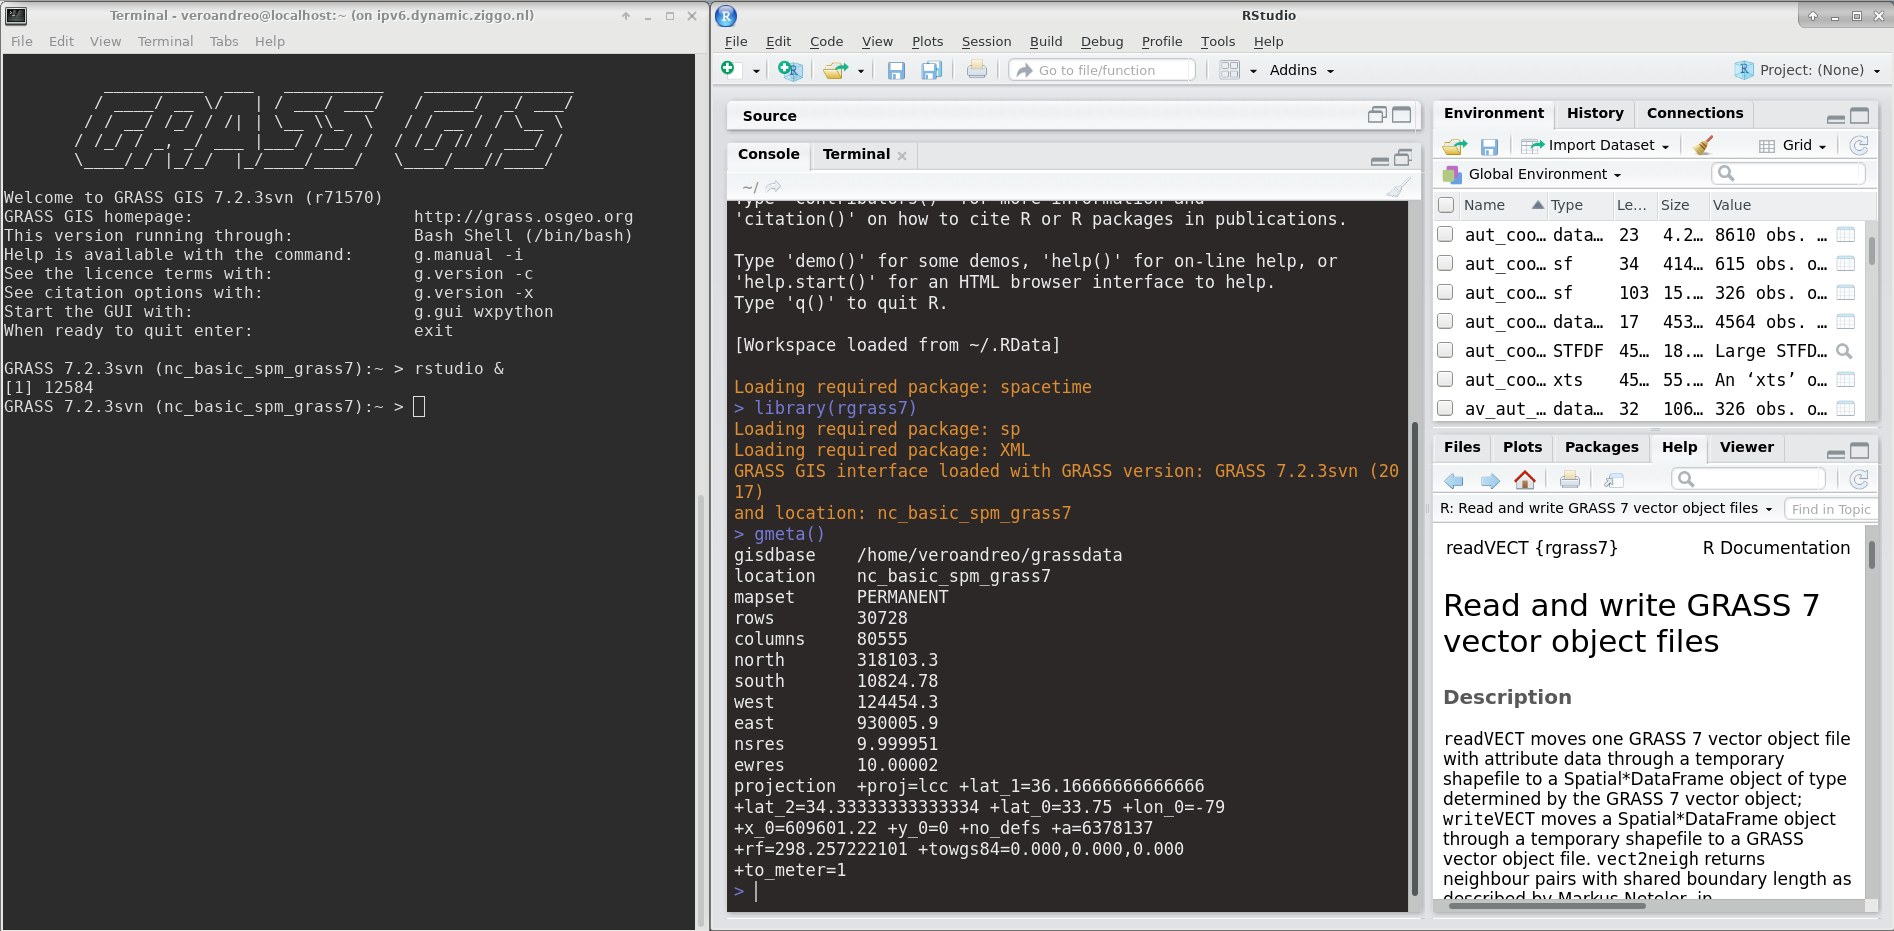 Terminal - veroandreo@localhost:~ (on ipv6.dynamic.ziggo.nl)
File Edit View Terminal Tabs Help
GRASS GIS
Welcome to GRASS GIS 7.2.3svn (r71570)
GRASS GIS homepage: http://grass.osgeo.org
This version running through: Bash Shell (/bin/bash)
Help is available with the command: g.manual -i
See the licence terms with: g.version -c
See citation options with: g.version -x
Start the GUI with: g.gui wxpython
When ready to quit enter: exit
GRASS 7.2.3svn (nc_basic_spm_grass7):~ > rstudio &
[1] 12584
GRASS 7.2.3svn (nc_basic_spm_grass7):~ >
RStudio
File Edit Code View Plots Session Build Debug Profile Tools Help
Go to file/function Addins Project: (None)
Source
Console Terminal
~/
Type 'contributors()' for more information and
'citation()' on how to cite R or R packages in publications.
Type 'demo()' for some demos, 'help()' for on-line help, or
'help.start()' for an HTML browser interface to help.
Type 'q()' to quit R.
[Workspace loaded from ~/.RData]
Loading required package: spacetime
> library(rgrass7)
Loading required package: sp
Loading required package: XML
GRASS GIS interface loaded with GRASS version: GRASS 7.2.3svn (20
17)
and location: nc_basic_spm_grass7
> gmeta()
gisdbase /home/veroandreo/grassdata
location nc_basic_spm_grass7
mapset PERMANENT
rows 30728
columns 80555
north 318103.3
south 10824.78
west 124454.3
east 930005.9
nsres 9.999951
ewres 10.00002
projection +proj=lcc +lat_1=36.16666666666666
+lat_2=34.33333333333334 +lat_0=33.75 +lon_0=-79
+x_0=609601.22 +y_0=0 +no_defs +a=6378137
+rf=298.257222101 +towgs84=0.000,0.000,0.000
+to_meter=1
>
Environment History Connections
Import Dataset Grid
Global Environment
Name Type Le... Size Value
aut_coo... data... 23 4.2... 8610 obs. ...
aut_coo... sf 34 414... 615 obs. o...
aut_coo... sf 103 15.... 326 obs. o...
aut_coo... data... 17 453... 4564 obs. ...
aut_coo... STFDF 45... 18.... Large STFD...
aut_coo... xts 45... 55.... An ‘xts’ o...
av_aut_... data... 32 106... 326 obs. o...
Files Plots Packages Help Viewer
R: Read and write GRASS 7 vector object files Find in Topic
readVECT {rgrass7} R Documentation
Read and write GRASS 7
vector object files
Description
readVECT moves one GRASS 7 vector object file
with attribute data through a temporary
shapefile to a Spatial*DataFrame object of type
determined by the GRASS 7 vector object;
writeVECT moves a Spatial*DataFrame object
through a temporary shapefile to a GRASS
vector object file. vect2neigh returns
neighbour pairs with shared boundary length as
described by Markus Neteler, in